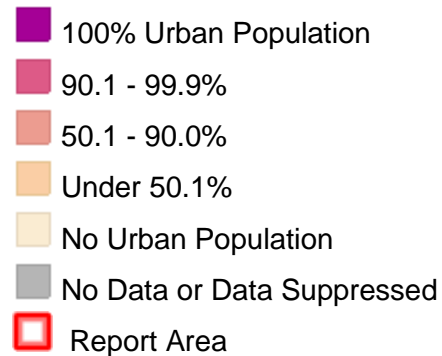 100% Urban Population
90.1 - 99.9%
50.1 - 90.0%
Under 50.1%
No Urban Population
No Data or Data Suppressed
Report Area